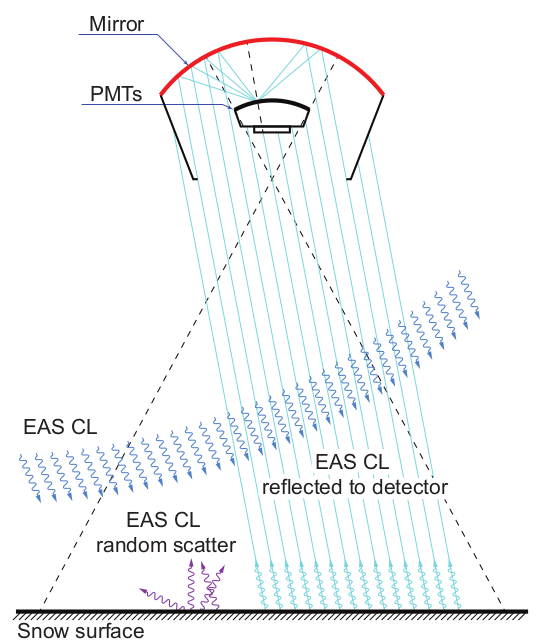 Mirror
PMTs
EAS CL
EAS CL
reflected to detector
EAS CL
random scatter
Snow surface